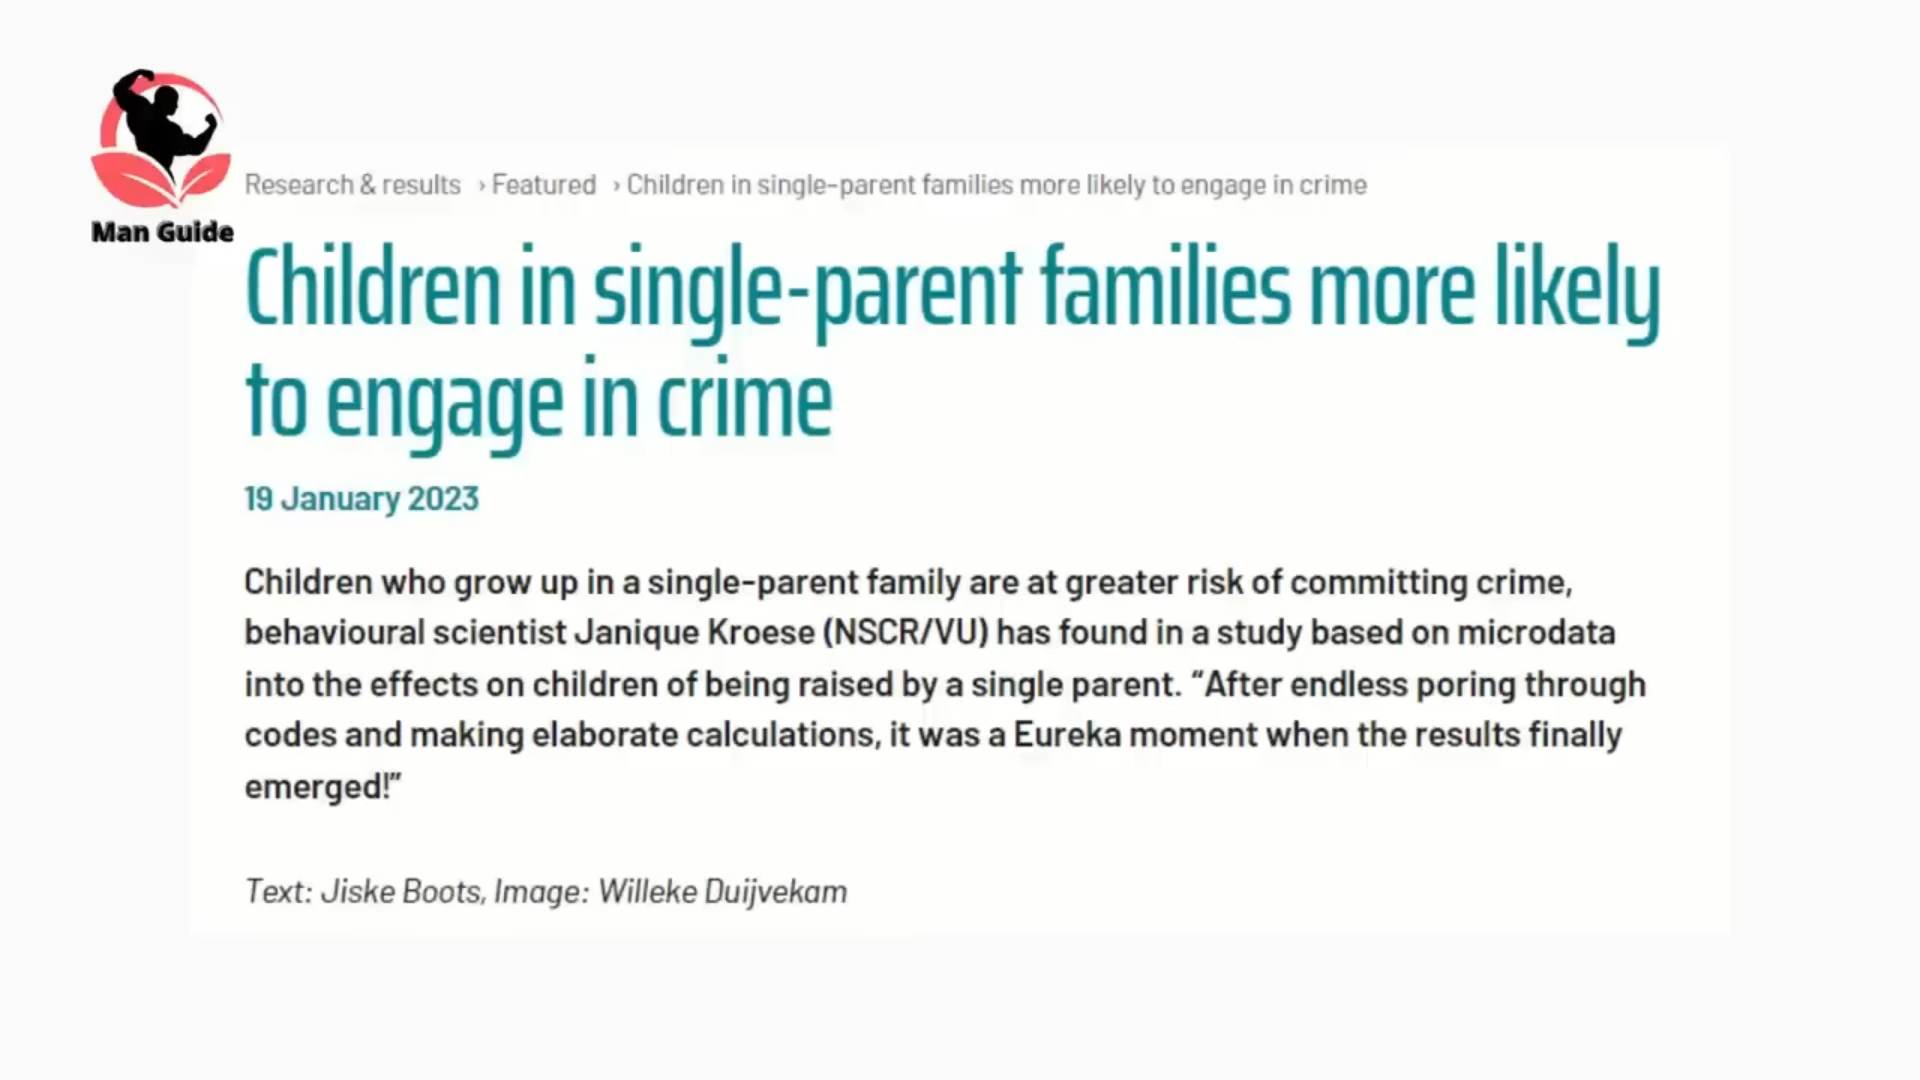 Man Guide
Research & results › Featured › Children in single-parent families more likely to engage in crime
Children in single-parent families more likely
to engage in crime
19 January 2023
Children who grow up in a single-parent family are at greater risk of committing crime,
behavioural scientist Janique Kroese (NSCR/VU) has found in a study based on microdata
into the effects on children of being raised by a single parent. “After endless poring through
codes and making elaborate calculations, it was a Eureka moment when the results finally
emerged!”
Text: Jiske Boots, Image: Willeke Duijvekam